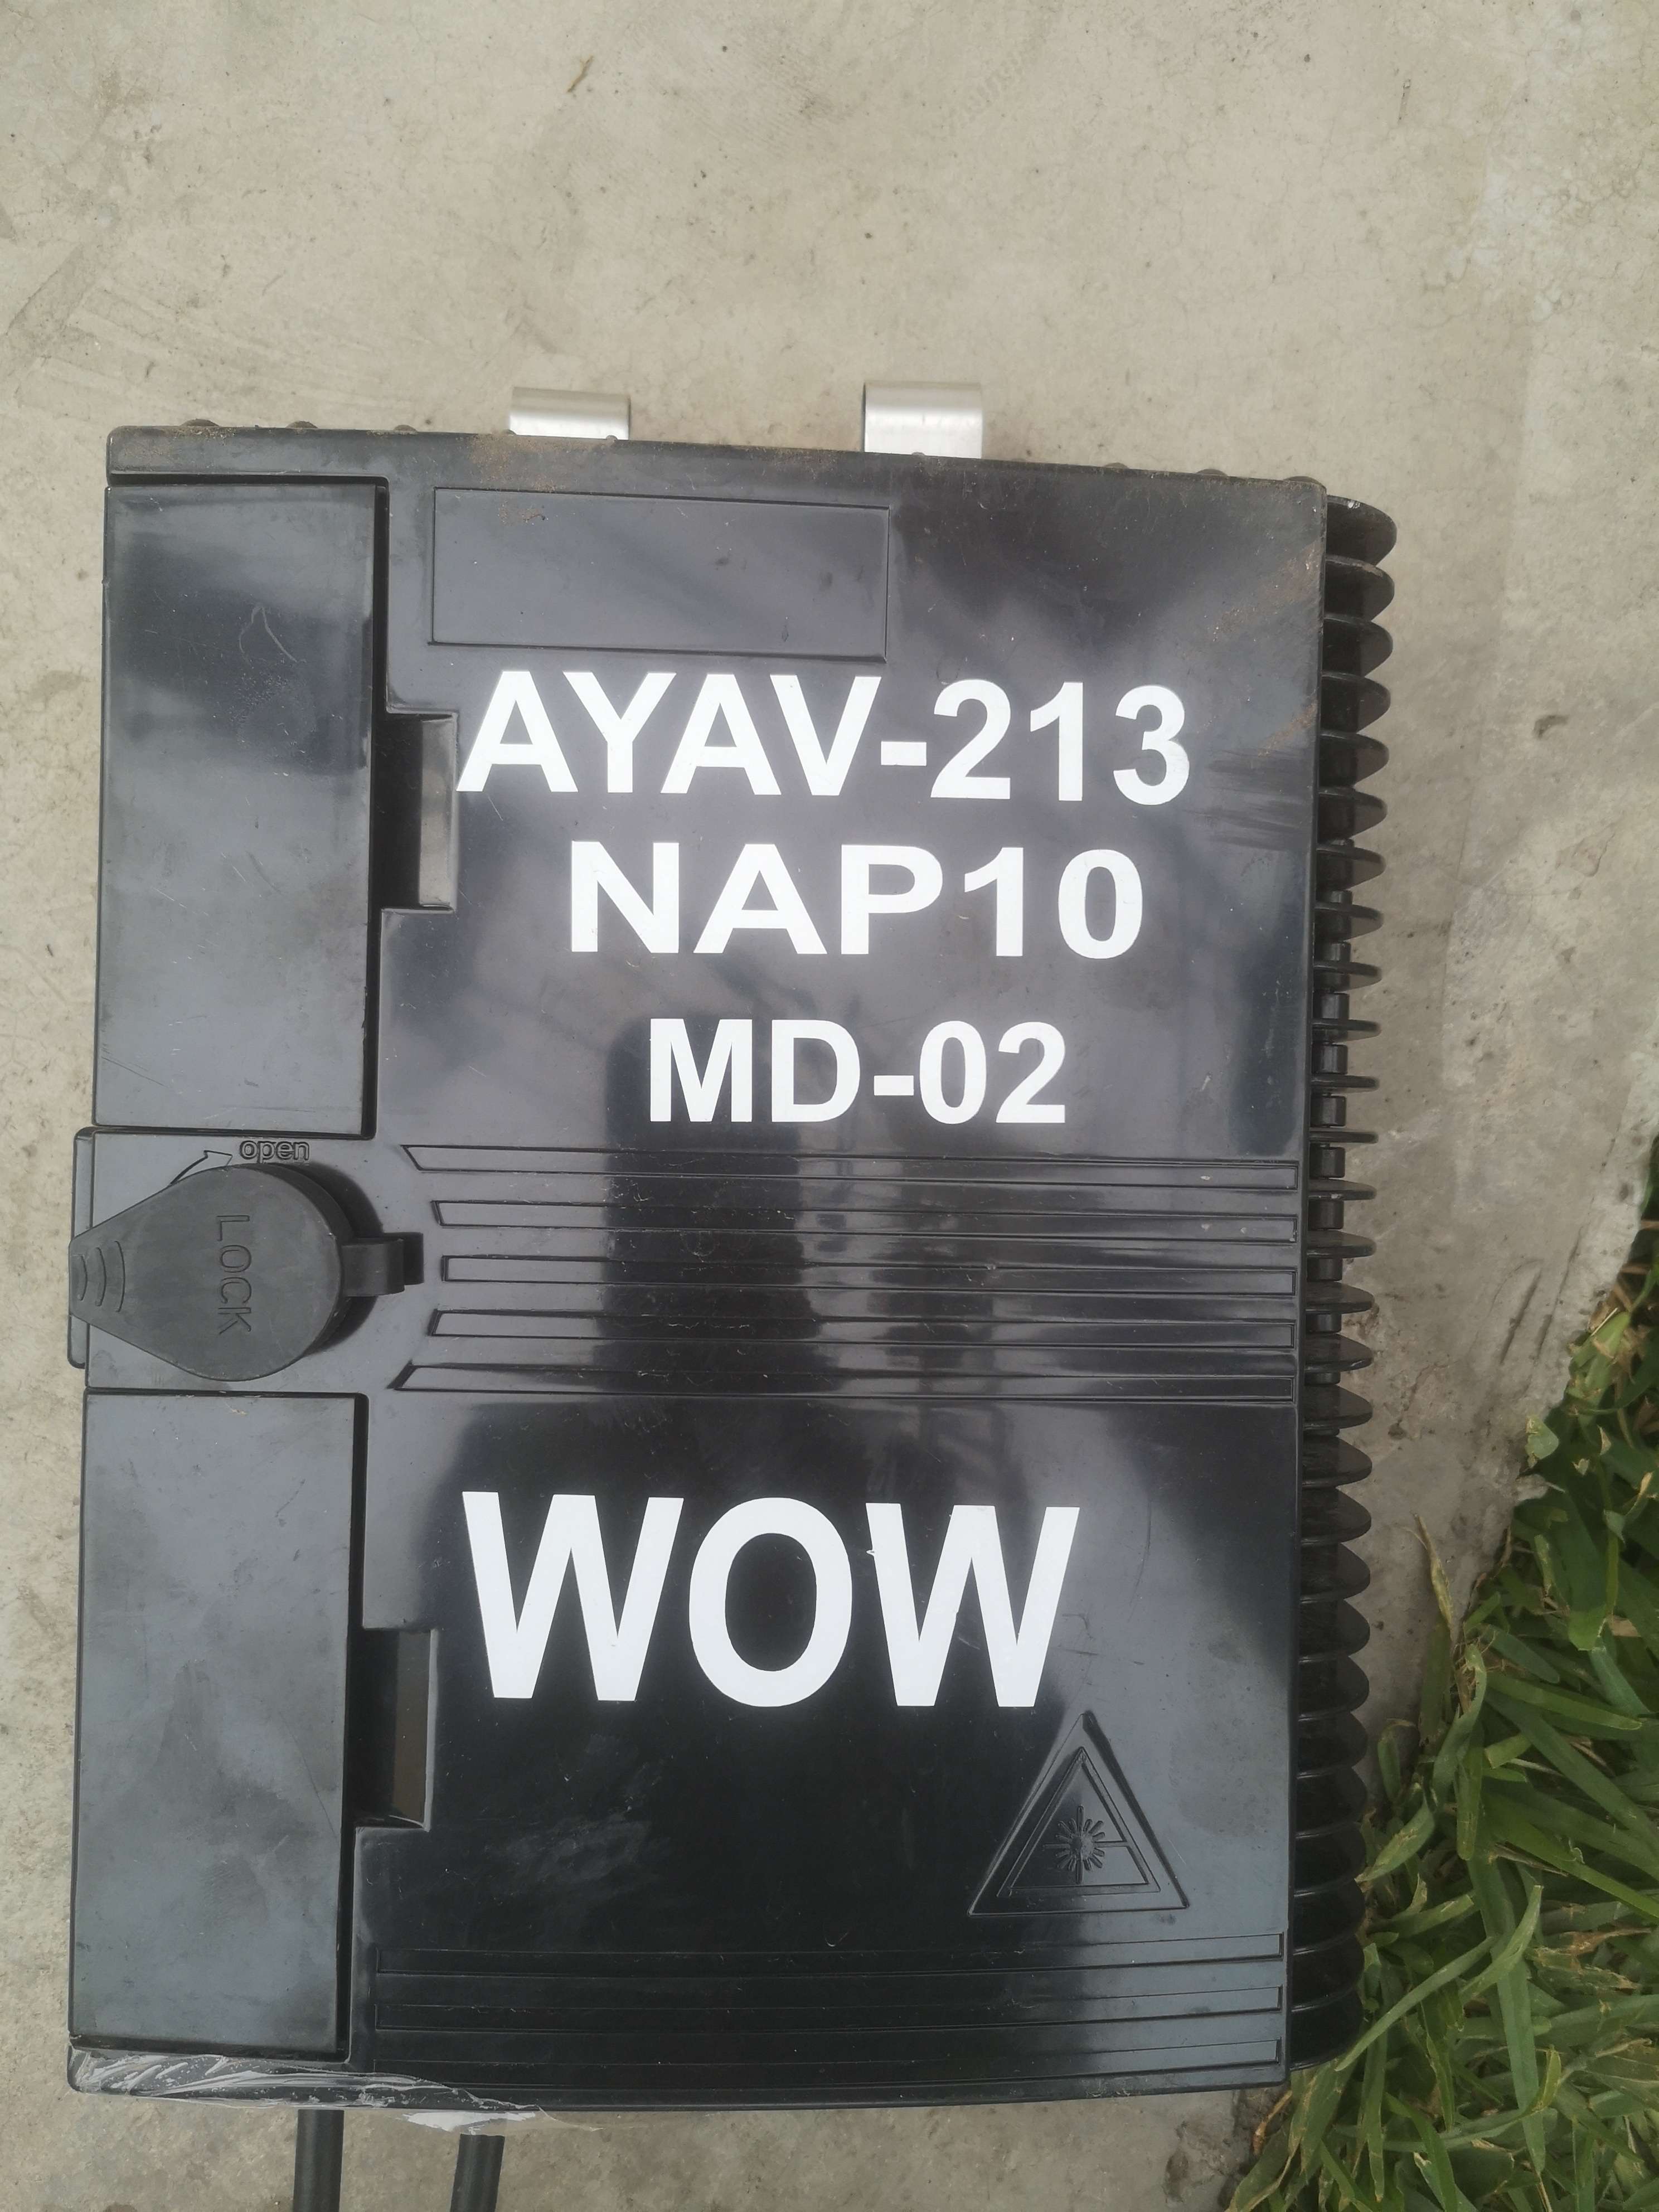 AYAV-213
NAP10
MD-02
open
LOCK
WOW